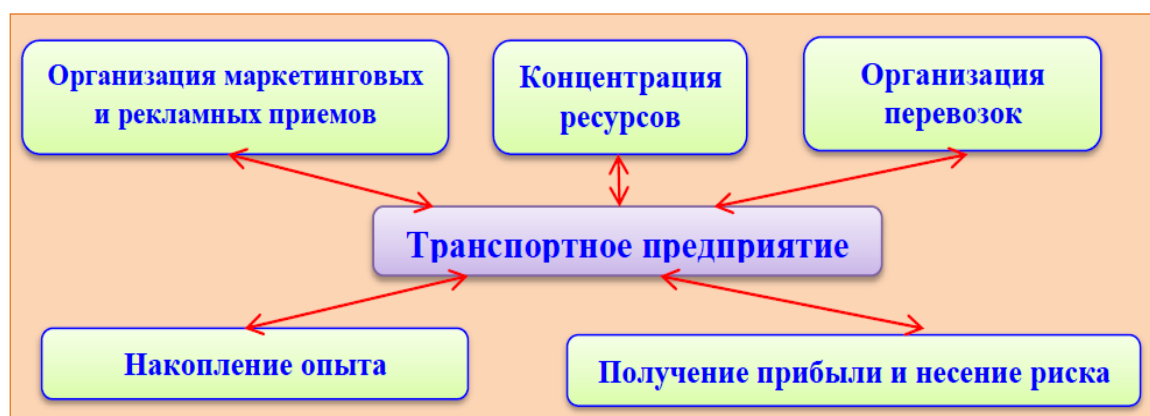 Организация маркетинговых
и рекламных приемов
Концентрация
ресурсов
Организация
перевозок
Транспортное предприятие
Накопление опыта
Получение прибыли и несение риска